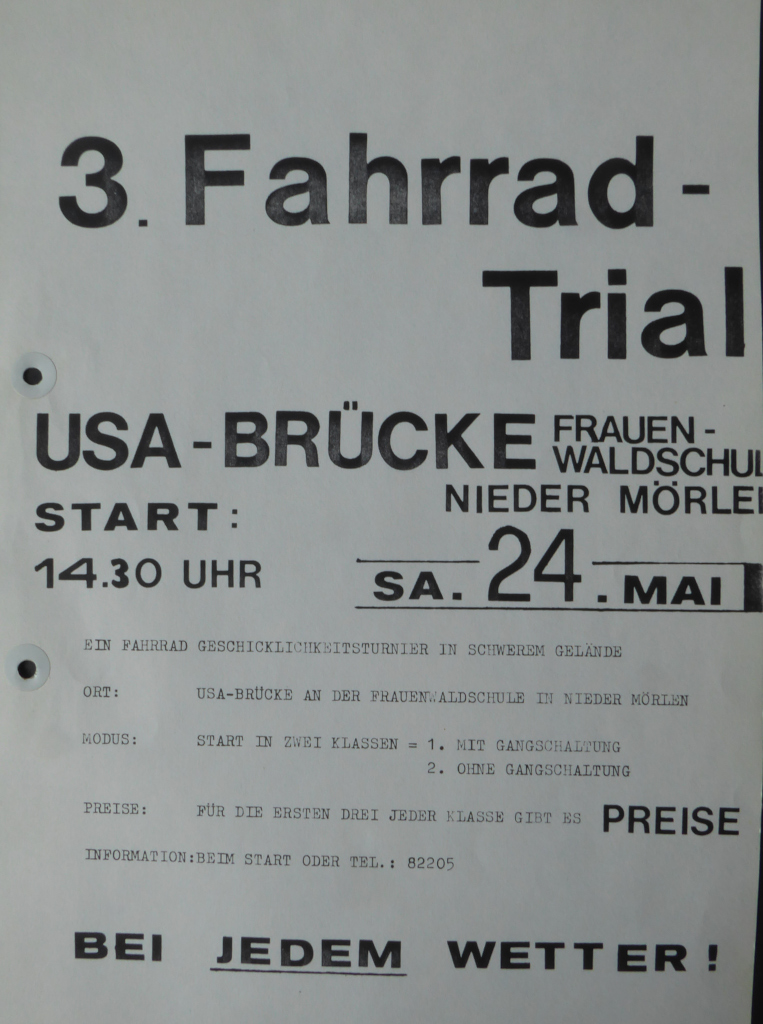 3. Fahrrad-
Trial
USA-BRÜCKE FRAUEN-
WALDSCHUL
NIEDER MÖRLE
START:
14.30 UHR
SA. 24. MAI
EIN FAHRRAD GESCHICKLICHKEITSTURNIER IN SCHWEREM GELÄNDE
ORT: USA-BRÜCKE AN DER FRAUENWALDSCHULE IN NIEDER MÖRLEN
MODUS: START IN ZWEI KLASSEN = 1. MIT GANGSCHALTUNG
2. OHNE GANGSCHALTUNG
PREISE: FÜR DIE ERSTEN DREI JEDER KLASSE GIBT ES PREISE
INFORMATION:BEIM START ODER TEL.: 82205
BEI JEDEM WETTER!